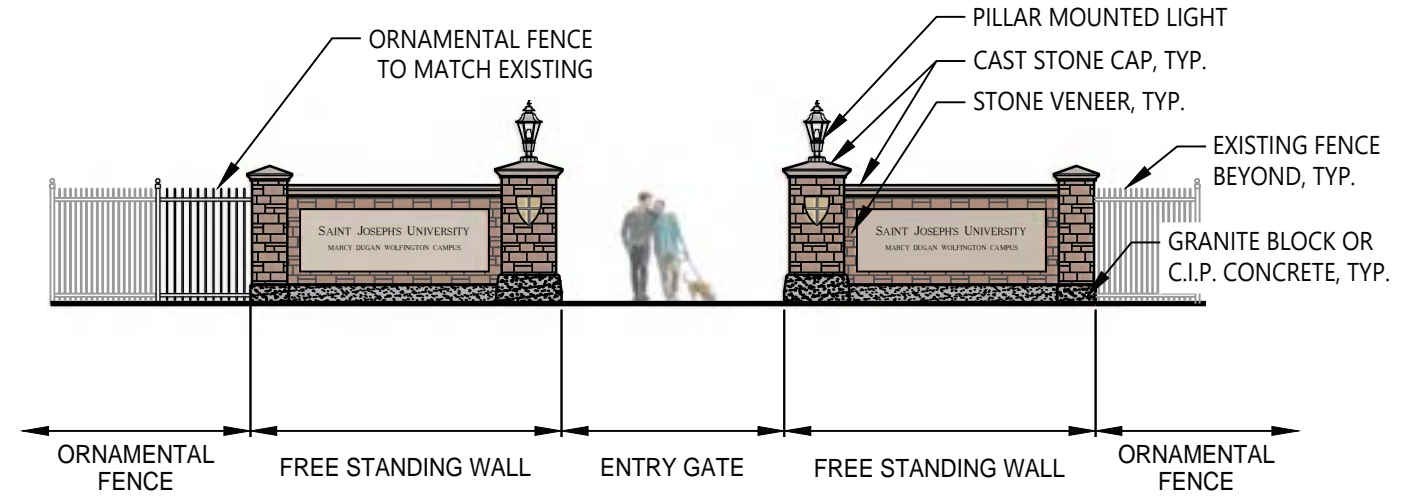 ORNAMENTAL FENCE
TO MATCH EXISTING
PILLAR MOUNTED LIGHT
CAST STONE CAP, TYP.
STONE VENEER, TYP.
EXISTING FENCE
BEYOND, TYP.
GRANITE BLOCK OR
C.I.P. CONCRETE, TYP.
SAINT JOSEPH'S UNIVERSITY
MARCY DUGAN WOLFINGTON CAMPUS
SAINT JOSEPH'S UNIVERSITY
MARCY DUGAN WOLFINGTON CAMPUS
ORNAMENTAL
FENCE
FREE STANDING WALL
ENTRY GATE
FREE STANDING WALL
ORNAMENTAL
FENCE